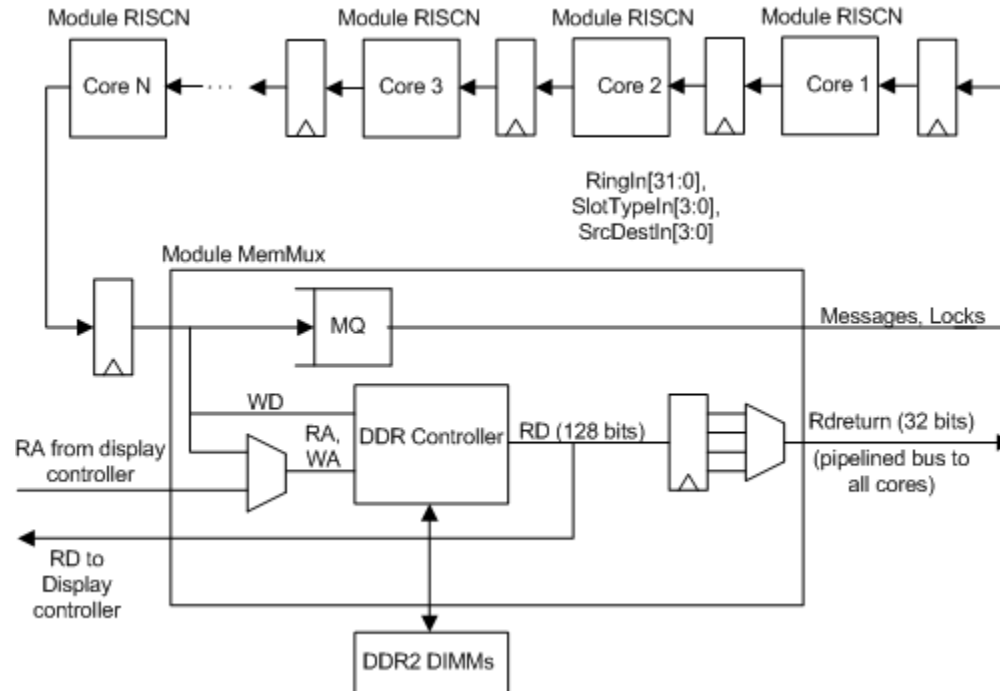 Module RISCN
Module RISCN
Module RISCN
Module RISCN
Core N
. . .
Core 3
Core 2
Core 1
RingIn[31:0],
SlotTypeIn[3:0],
SrcDestIn[3:0]
Module MemMux
MQ
Messages, Locks
WD
RA,
WA
DDR Controller
RD (128 bits)
Rdreturn (32 bits)
(pipelined bus to
all cores)
RA from display
controller
RD to
Display
controller
DDR2 DIMMs